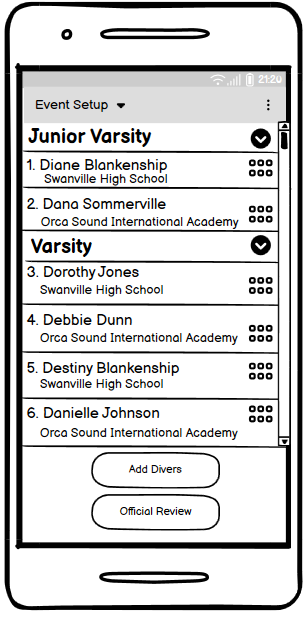 21:20
Event Setup
Junior Varsity
1. Diane Blankenship
Swanville High School
2. Dana Sommerville
Orca Sound International Academy
Varsity
3. Dorothy Jones
Swanville High School
4. Debbie Dunn
Orca Sound International Academy
5. Destiny Blankenship
Swanville High School
6. Danielle Johnson
Orca Sound International Academy
Add Divers
Official Review